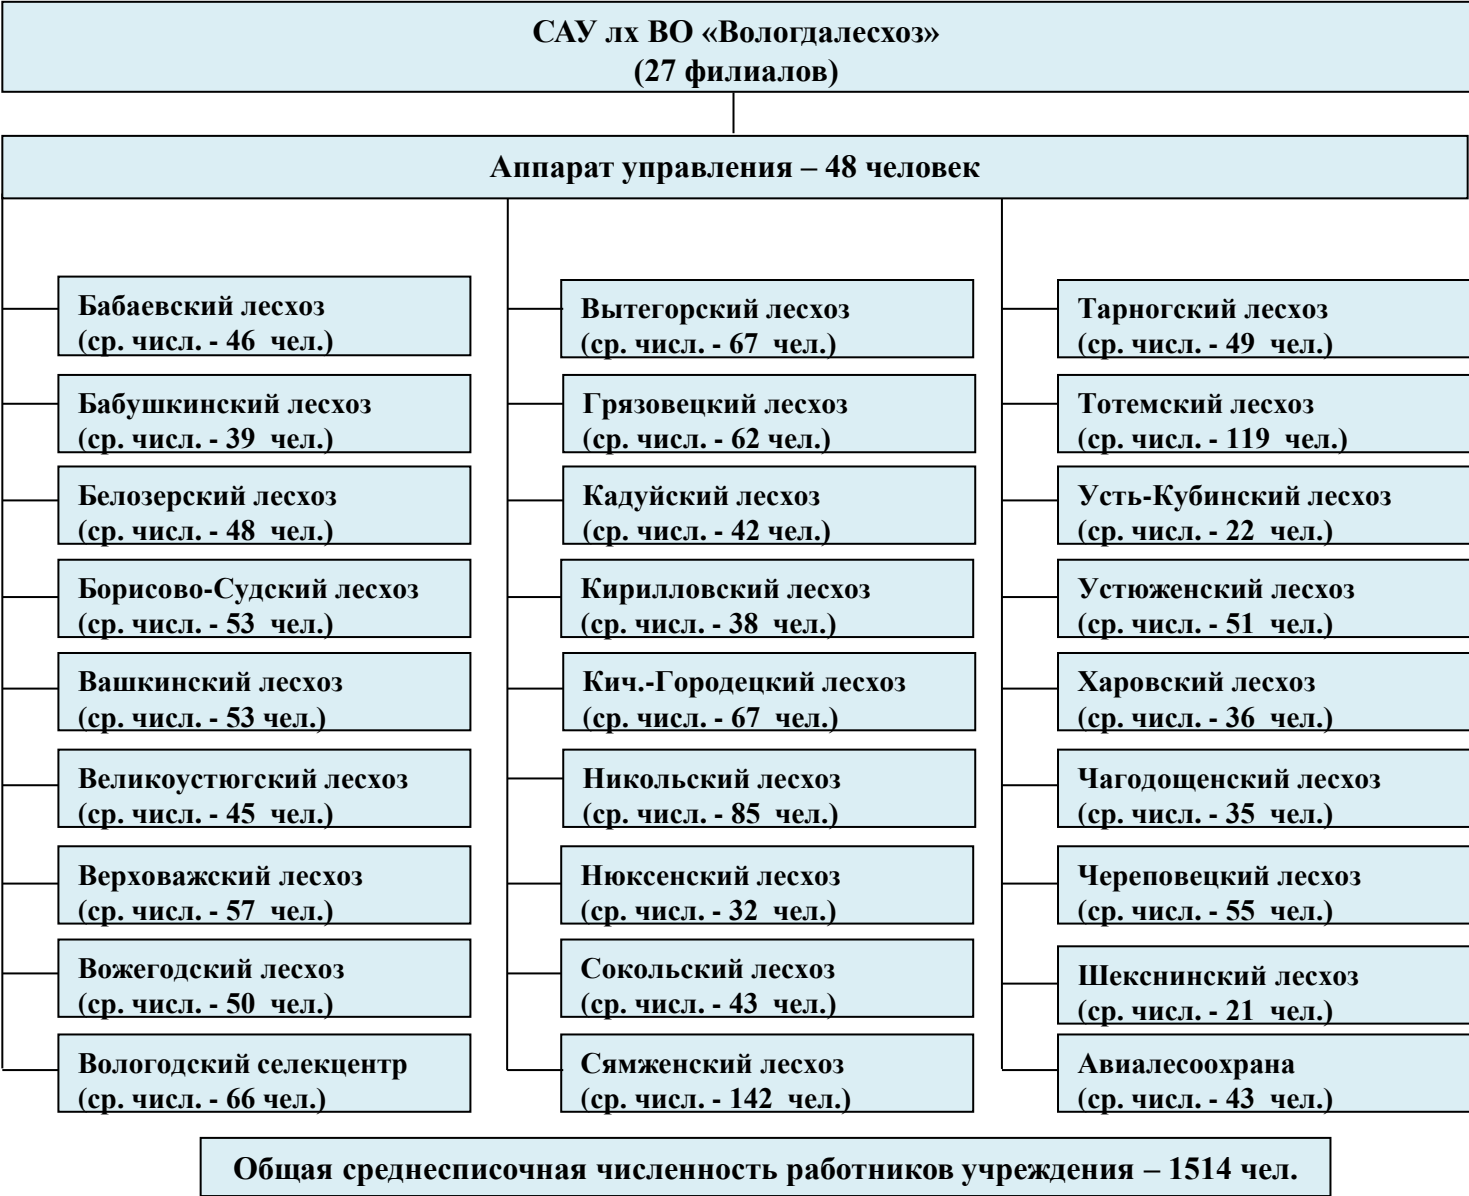 САУ лх ВО «Вологдалесхоз»
(27 филиалов)
Аппарат управления – 48 человек
Бабаевский лесхоз
(ср. числ. - 46 чел.)
Бабушкинский лесхоз
(ср. числ. - 39 чел.)
Белозерский лесхоз
(ср. числ. - 48 чел.)
Борисово-Судский лесхоз
(ср. числ. - 53 чел.)
Вашкинский лесхоз
(ср. числ. - 53 чел.)
Великоустюгский лесхоз
(ср. числ. - 45 чел.)
Верховажский лесхоз
(ср. числ. - 57 чел.)
Вожегодский лесхоз
(ср. числ. - 50 чел.)
Вологодский селекцентр
(ср. числ. - 66 чел.)
Вытегорский лесхоз
(ср. числ. - 67 чел.)
Грязовецкий лесхоз
(ср. числ. - 62 чел.)
Кадуйский лесхоз
(ср. числ. - 42 чел.)
Кирилловский лесхоз
(ср. числ. - 38 чел.)
Кич.-Городецкий лесхоз
(ср. числ. - 67 чел.)
Никольский лесхоз
(ср. числ. - 85 чел.)
Нюксенский лесхоз
(ср. числ. - 32 чел.)
Сокольский лесхоз
(ср. числ. - 43 чел.)
Сямженский лесхоз
(ср. числ. - 142 чел.)
Тарногский лесхоз
(ср. числ. - 49 чел.)
Тотемский лесхоз
(ср. числ. - 119 чел.)
Усть-Кубинский лесхоз
(ср. числ. - 22 чел.)
Устюженский лесхоз
(ср. числ. - 51 чел.)
Харовский лесхоз
(ср. числ. - 36 чел.)
Чагодощенский лесхоз
(ср. числ. - 35 чел.)
Череповецкий лесхоз
(ср. числ. - 55 чел.)
Шекснинский лесхоз
(ср. числ. - 21 чел.)
Авиалесоохрана
(ср. числ. - 43 чел.)
Общая среднесписочная численность работников учреждения – 1514 чел.